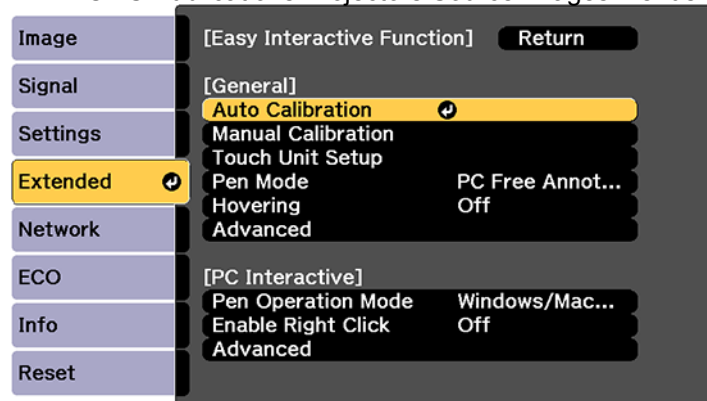 Image
Signal
Settings
Extended
Network
ECO
Info
Reset
[Easy Interactive Function] Return
[General]
Auto Calibration
Manual Calibration
Touch Unit Setup
Pen Mode PC Free Annot...
Hovering Off
Advanced
[PC Interactive]
Pen Operation Mode Windows/Mac...
Enable Right Click Off
Advanced